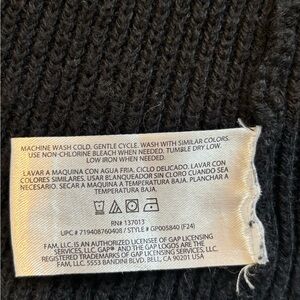 MACHINE WASH COLD. GENTLE CYCLE. WASH WITH SIMILAR COLORS.
USE NON-CHLORINE BLEACH WHEN NEEDED. TUMBLE DRY LOW.
LOW IRON WHEN NEEDED.
LAVAR A MAQUINA CON AGUA FRIA. CICLO DELICADO. LAVAR CON
COLORES SIMILARES. USAR BLANQUEADOR SIN CLORO CUANDO SEA
NECESARIO. SECAR A MAQUINA A TEMPERATURA BAJA. PLANCHAR A
TEMPERATURA BAJA.
RN# 137013
UPC # 719408760408 / STYLE # GP005840 (F24)
FAM, LLC. IS AN AUTHORIZED LICENSEE OF GAP LICENSING
SERVICES, LLC. GAP® AND THE GAP LOGOS ARE THE
REGISTERED TRADEMARKS OF GAP LICENSING SERVICES, LLC.
FAM, LLC. 5553 BANDINI BLVD. BELL, CA 90201 USA